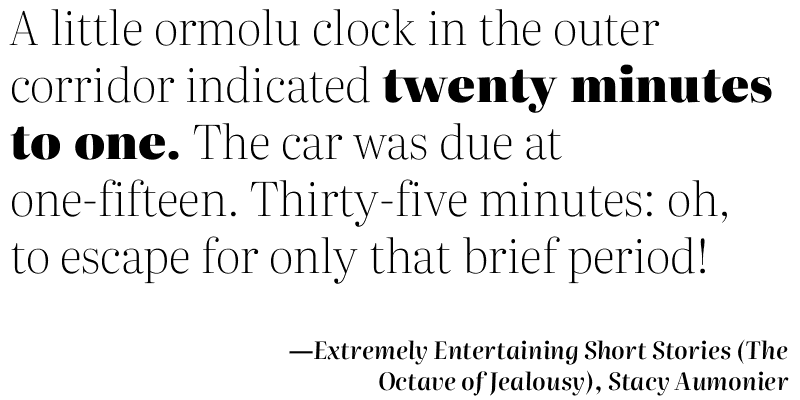 A little ormolu clock in the outer
corridor indicated twenty minutes
to one. The car was due at
one-fifteen. Thirty-five minutes: oh,
to escape for only that brief period!
—Extremely Entertaining Short Stories (The
Octave of Jealousy), Stacy Aumonier